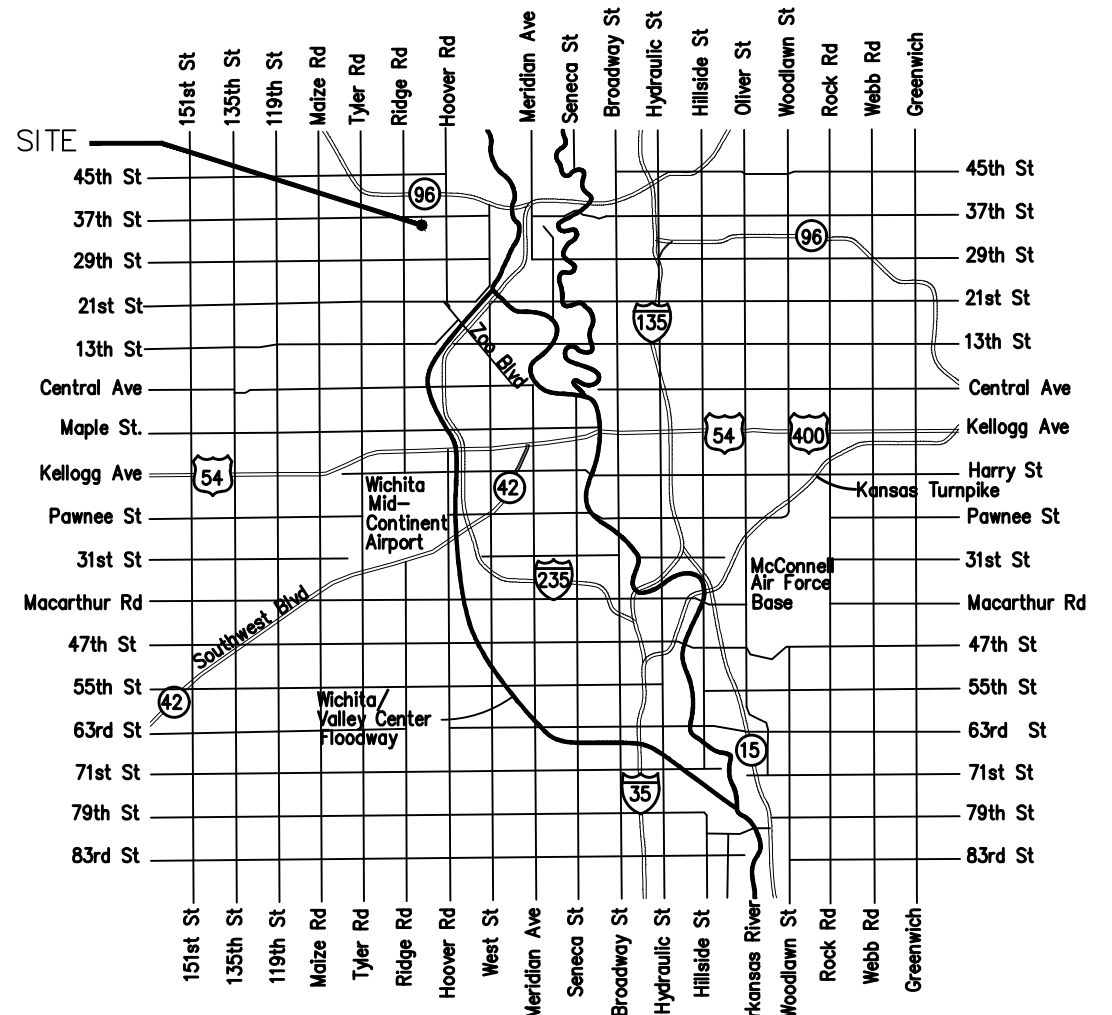 151st St
135th St
119th St
Maize Rd
Tyler Rd
Ridge Rd
Hoover Rd
Meridian Ave
Seneca St
Broadway St
Hydraulic St
Hillside St
Oliver St
Woodlawn St
Rock Rd
Webb Rd
Greenwich
SITE
45th St
37th St
29th St
21st St
13th St
Central Ave
Maple St.
Kellogg Ave
Pawnee St
31st St
Macarthur Rd
47th St
55th St
63rd St
71st St
79th St
83rd St
96
96
135
Zoo Blvd
54
400
54
42
Wichita
Mid-
Continent
Airport
Kansas Turnpike
235
McConnell
Air Force
Base
Southwest Blvd
42
Wichita/
Valley Center
Floodway
15
35
45th St
37th St
29th St
21st St
13th St
Central Ave
Kellogg Ave
Harry St
Pawnee St
31st St
Macarthur Rd
47th St
55th St
63rd St
71st St
79th St
83rd St
151st St
135th St
119th St
Maize Rd
Tyler Rd
Ridge Rd
Hoover Rd
West St
Meridian Ave
Seneca St
Broadway St
Hydraulic St
Hillside St
rkansas River
Woodlawn St
Rock Rd
Webb Rd
Greenwich